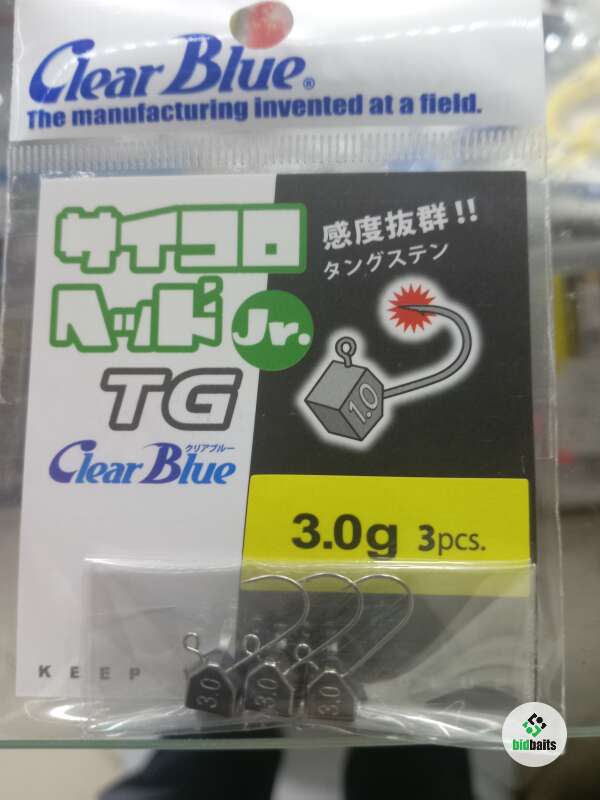 Clear Blue®
The manufacturing invented at a field.
サイコロ
ヘッド Jr.
TG
クリアブルー
Clear Blue
感度抜群!!
タングステン
1.0
3.0g 3pcs.
KEEP
3.0 3.0 3.0
bidbaits